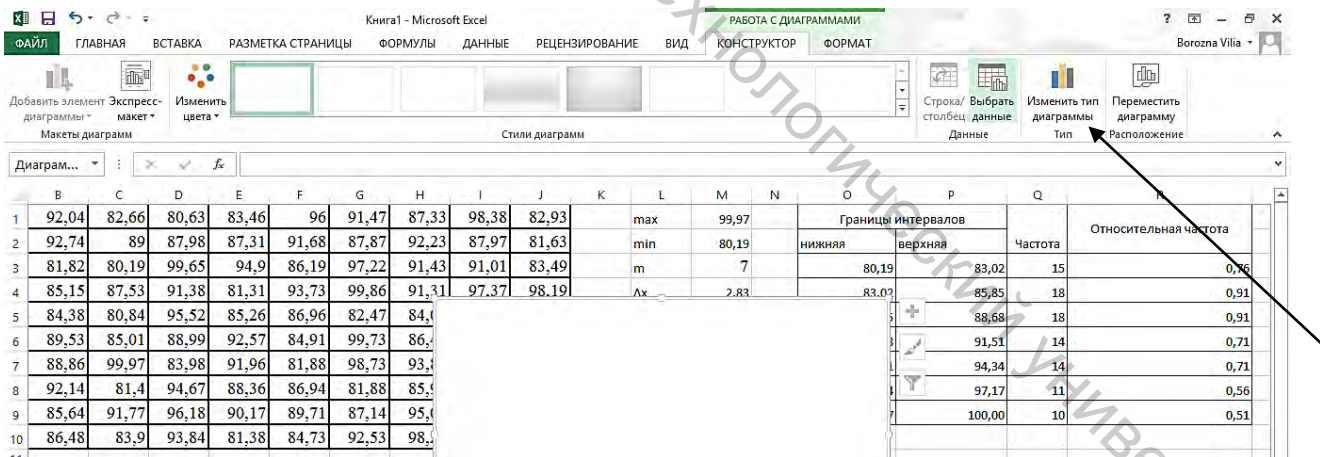 Книга1 - Microsoft Excel
РАБОТА С ДИАГРАММАМИ
ФАЙЛ ГЛАВНАЯ ВСТАВКА РАЗМЕТКА СТРАНИЦЫ ФОРМУЛЫ ДАННЫЕ РЕЦЕНЗИРОВАНИЕ ВИД КОНСТРУКТОР ФОРМАТ Borozna Vilia
Добавить элемент диаграммы
Экспресс-макет
Изменить цвета
Строка/столбец
Выбрать данные
Изменить тип диаграммы
Переместить диаграмму
Макеты диаграмм Стили диаграмм Данные Тип Расположение
Диаграм... fx
B C D E F G H I J K L M N O P Q R
1 92,04 82,66 80,63 83,46 96 91,47 87,33 98,38 82,93 max 99,97 Границы интервалов
Относительная частота
2 92,74 89 87,98 87,31 91,68 87,87 92,23 87,97 81,63 min 80,19 нижняя верхняя Частота
3 81,82 80,19 99,65 94,9 86,19 97,22 91,43 91,01 83,49 m 7 80,19 83,02 15 0,76
4 85,15 87,53 91,38 81,31 93,73 99,86 91,31 97,37 98,19 Δx 2,83 83,02 85,85 18 0,91
5 84,38 80,84 95,52 85,26 86,96 82,47 88,68 18 0,91
6 89,53 85,01 88,99 92,57 84,91 99,73 91,51 14 0,71
7 88,86 99,97 83,98 91,96 81,88 98,73 94,34 14 0,71
8 92,14 81,4 94,67 88,36 86,94 81,88 97,17 11 0,56
9 85,64 91,77 96,18 90,17 89,71 87,14 100,00 10 0,51
10 86,48 83,9 93,84 81,38 84,73 92,53
ТЕХНОЛОГИЧЕСКИЙ УНИВЕ